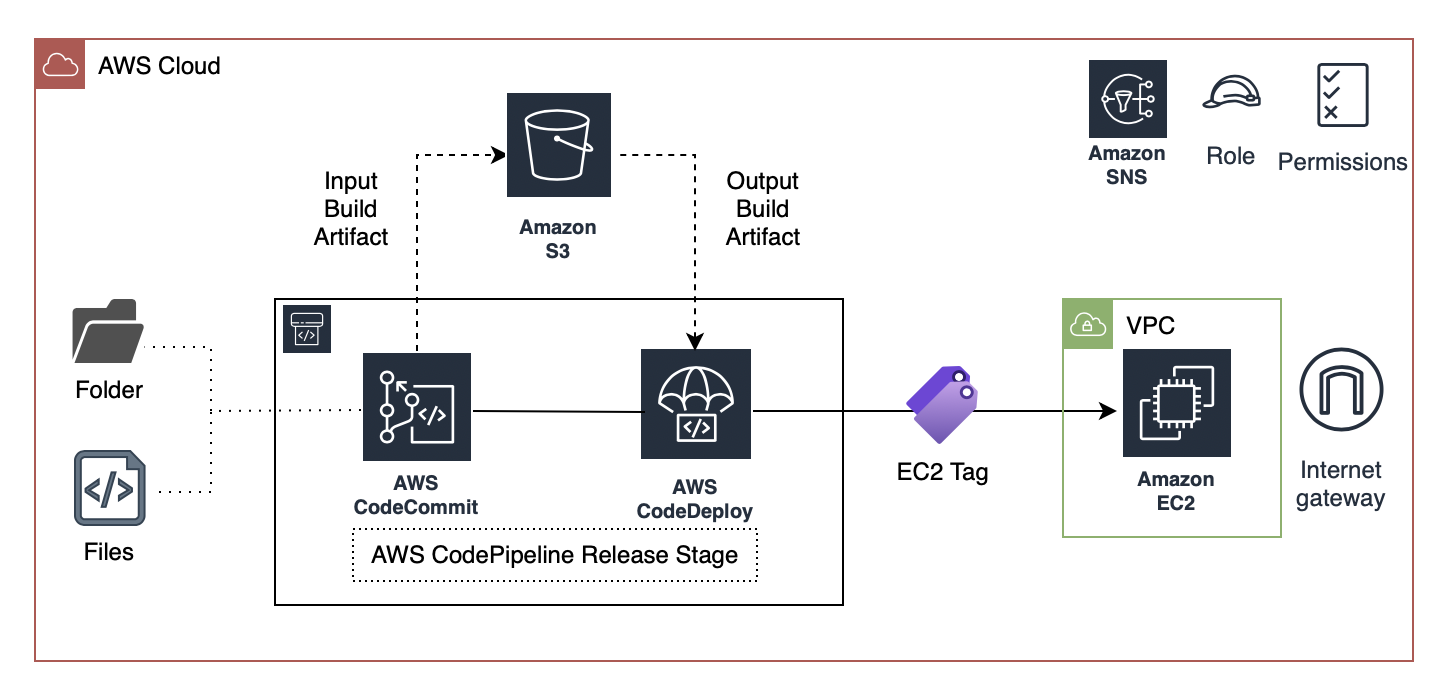 AWS Cloud
Amazon
SNS
Role
Permissions
Input
Build
Artifact
Amazon
S3
Output
Build
Artifact
Folder
Files
</>
</>
AWS
CodeCommit
</>
</>
AWS
CodeDeploy
AWS CodePipeline Release Stage
EC2 Tag
VPC
Amazon
EC2
Internet
gateway